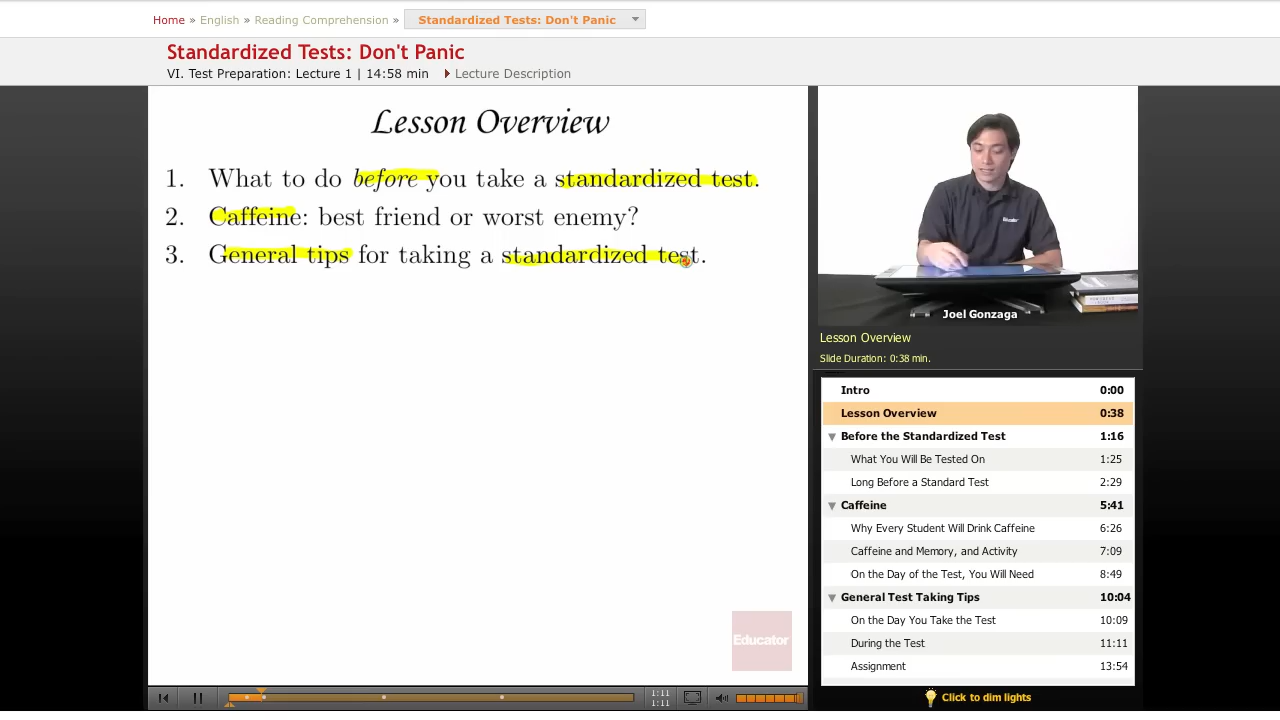 Home » English » Reading Comprehension » Standardized Tests: Don't Panic
Standardized Tests: Don't Panic
VI. Test Preparation: Lecture 1 | 14:58 min Lecture Description
Lesson Overview
1. What to do before you take a standardized test.
2. Caffeine: best friend or worst enemy?
3. General tips for taking a standardized test.
Educator
1:11
1:11
Joel Gonzaga
Lesson Overview
Slide Duration: 0:38 min.
Intro 0:00
Lesson Overview 0:38
Before the Standardized Test 1:16
What You Will Be Tested On 1:25
Long Before a Standard Test 2:29
Caffeine 5:41
Why Every Student Will Drink Caffeine 6:26
Caffeine and Memory, and Activity 7:09
On the Day of the Test, You Will Need 8:49
General Test Taking Tips 10:04
On the Day You Take the Test 10:09
During the Test 11:11
Assignment 13:54
Click to dim lights